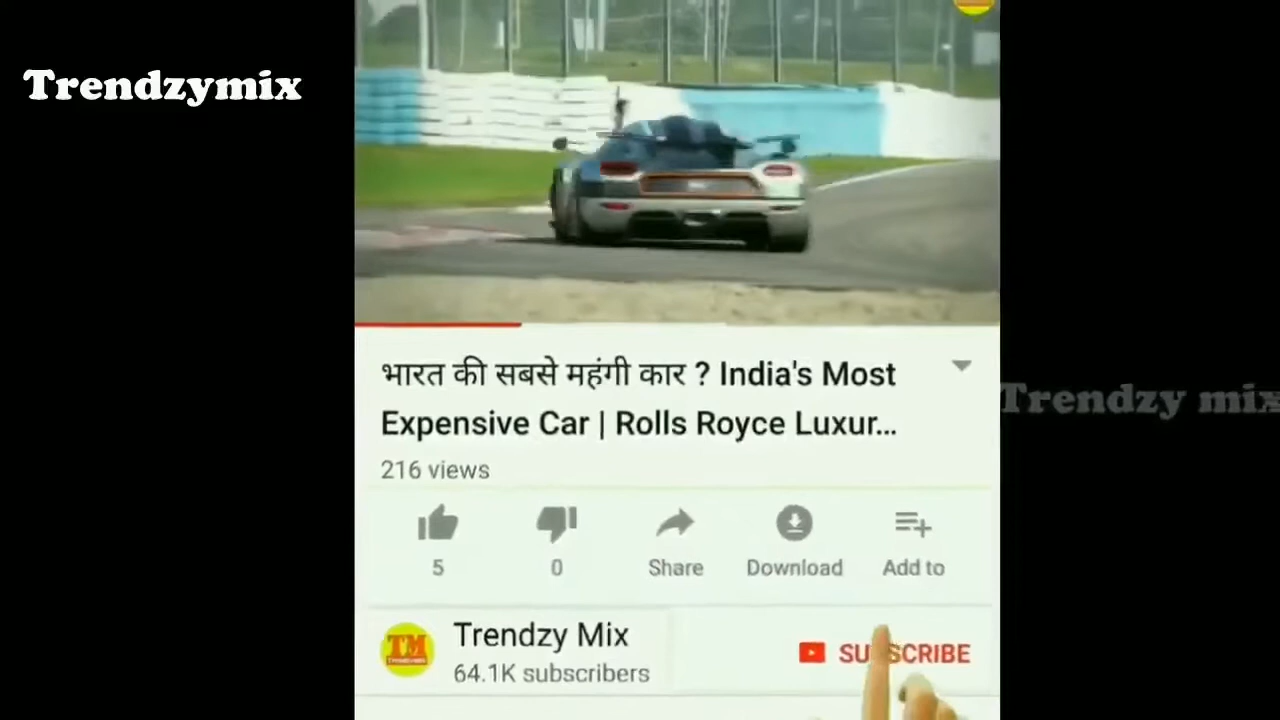 Trendzymix
भारत की सबसे महंगी कार ? India's Most
Expensive Car | Rolls Royce Luxur...
Trendzy mix
216 views
5
0
Share
Download
Add to
TM
Trendzy Mix
64.1K subscribers
SUBSCRIBE